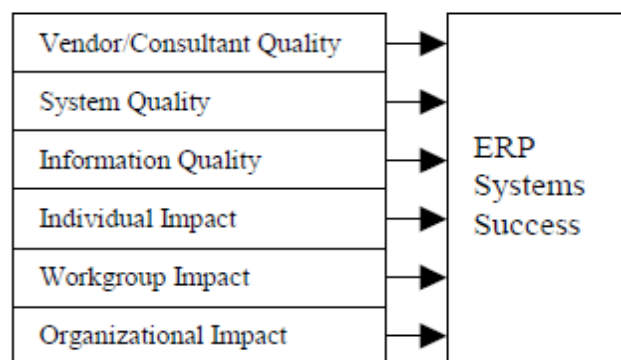 Vendor/Consultant Quality
System Quality
Information Quality
Individual Impact
Workgroup Impact
Organizational Impact
ERP
Systems
Success